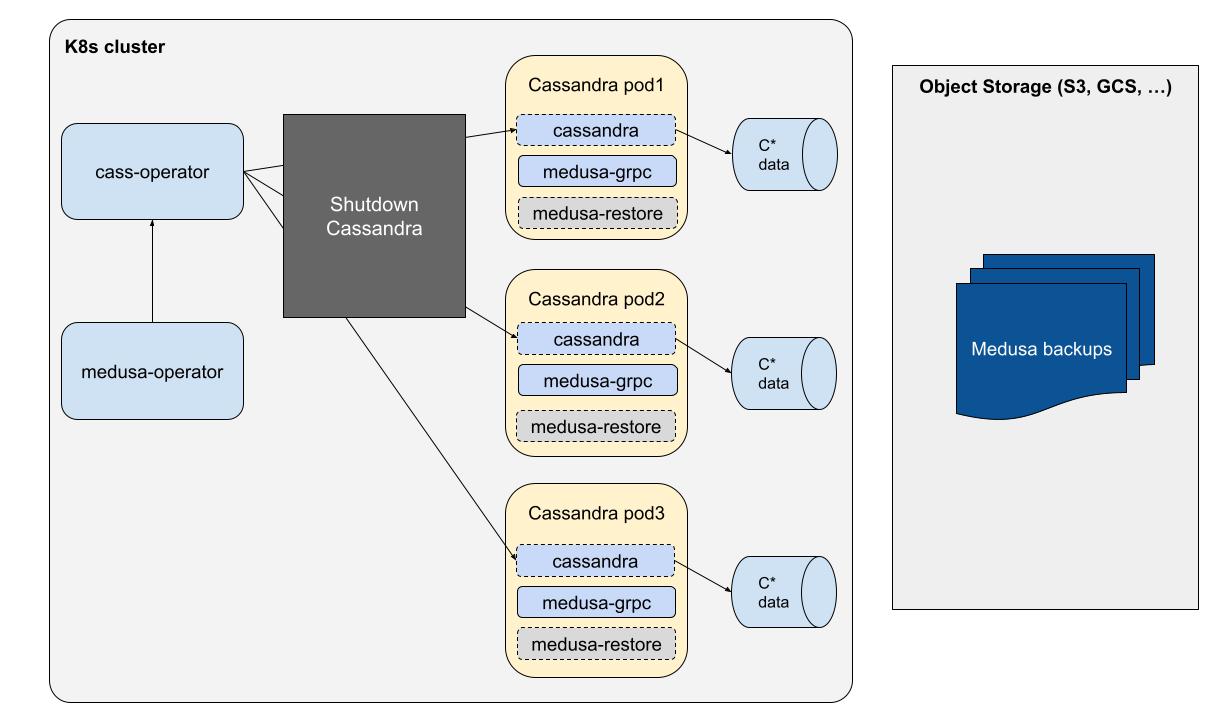 K8s cluster
cass-operator
medusa-operator
Shutdown
Cassandra
Cassandra pod1
cassandra
medusa-grpc
medusa-restore
C*
data
Cassandra pod2
cassandra
medusa-grpc
medusa-restore
C*
data
Cassandra pod3
cassandra
medusa-grpc
medusa-restore
C*
data
Object Storage (S3, GCS, …)
Medusa backups